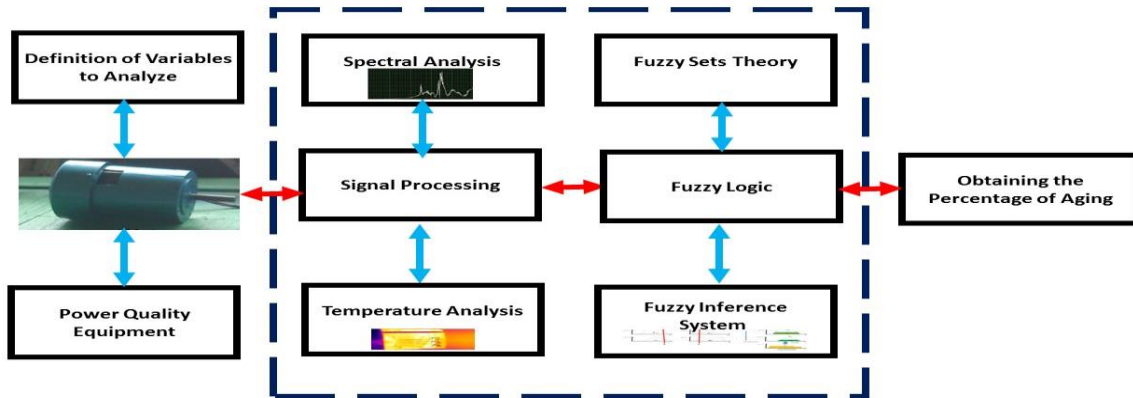 Definition of Variables
to Analyze
Spectral Analysis
Fuzzy Sets Theory
Signal Processing
Fuzzy Logic
Obtaining the
Percentage of Aging
Power Quality
Equipment
Temperature Analysis
Fuzzy Inference
System